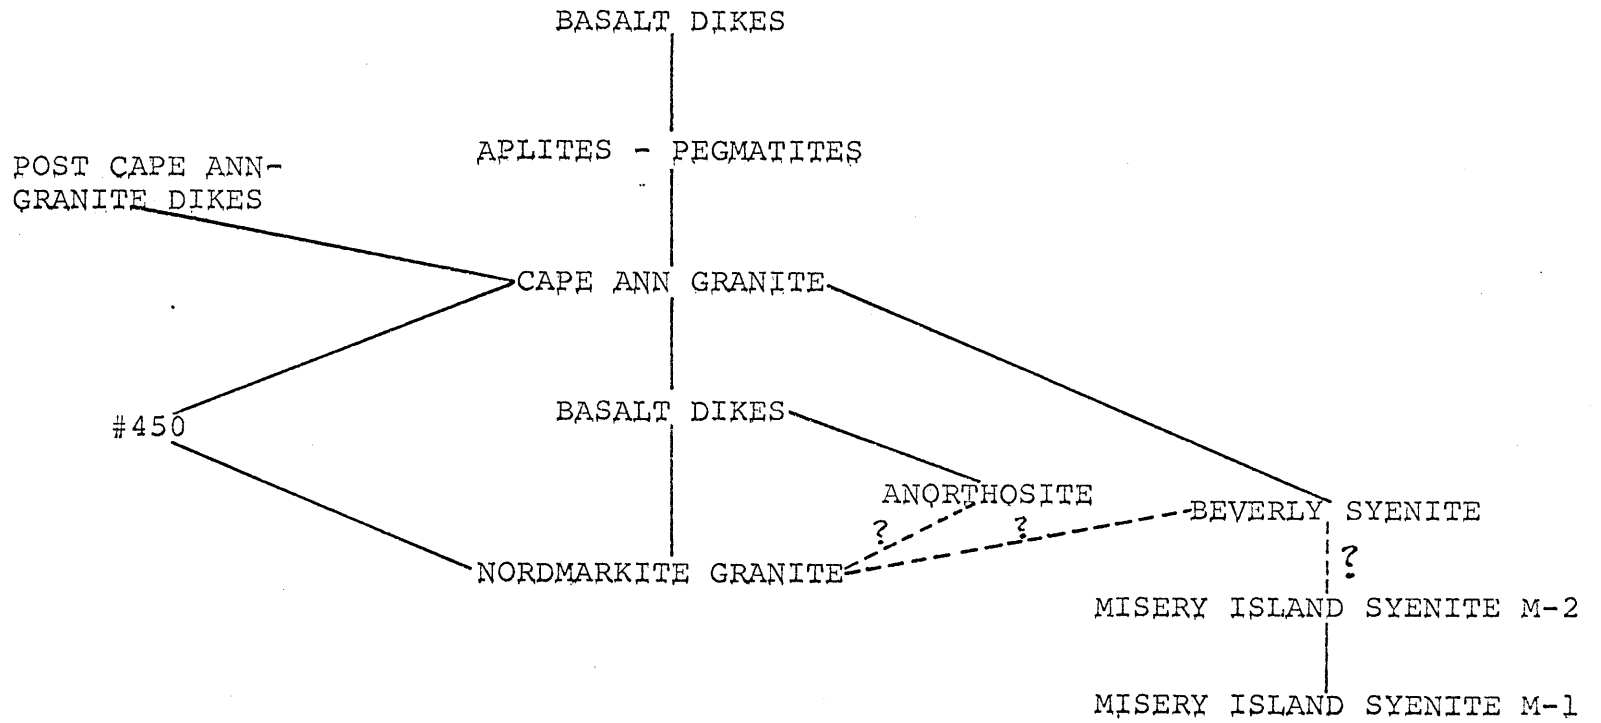 BASALT DIKES
APLITES - PEGMATITES
POST CAPE ANN-
GRANITE DIKES
CAPE ANN GRANITE
BASALT DIKES
#450
ANORTHOSITE
BEVERLY SYENITE
?
?
?
NORDMARKITE GRANITE
MISERY ISLAND SYENITE M-2
MISERY ISLAND SYENITE M-1